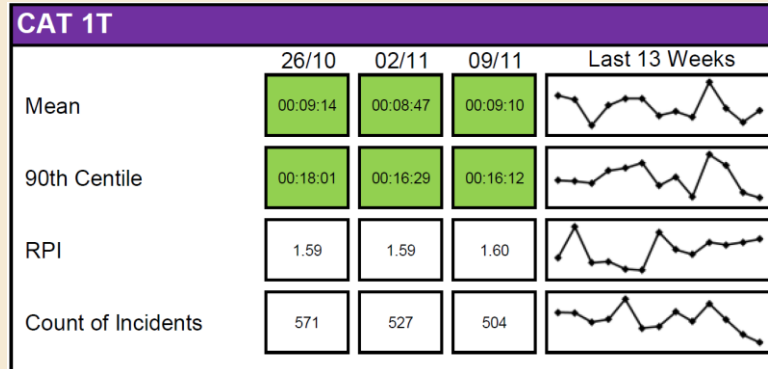 CAT 1T
26/10 02/11 09/11 Last 13 Weeks
Mean 00:09:14 00:08:47 00:09:10
90th Centile 00:18:01 00:16:29 00:16:12
RPI 1.59 1.59 1.60
Count of Incidents 571 527 504